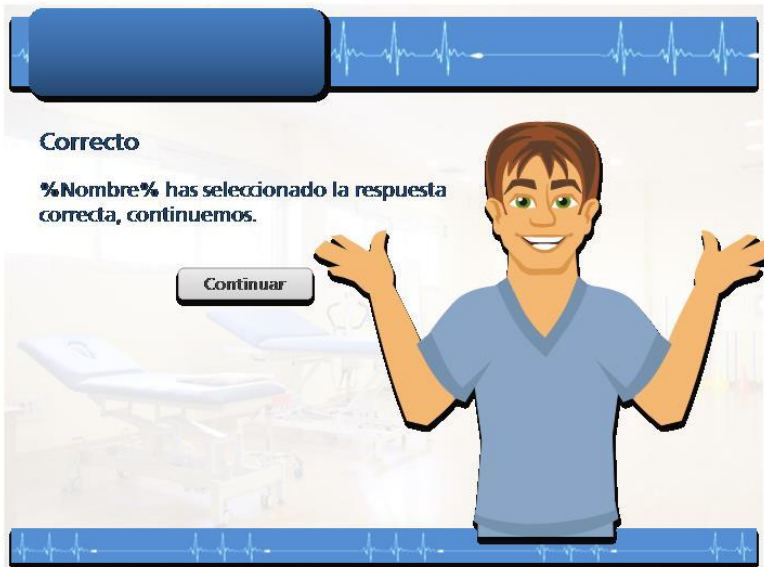 Correcto
%Nombre% has seleccionado la respuesta
correcta, continuemos.
Continuar